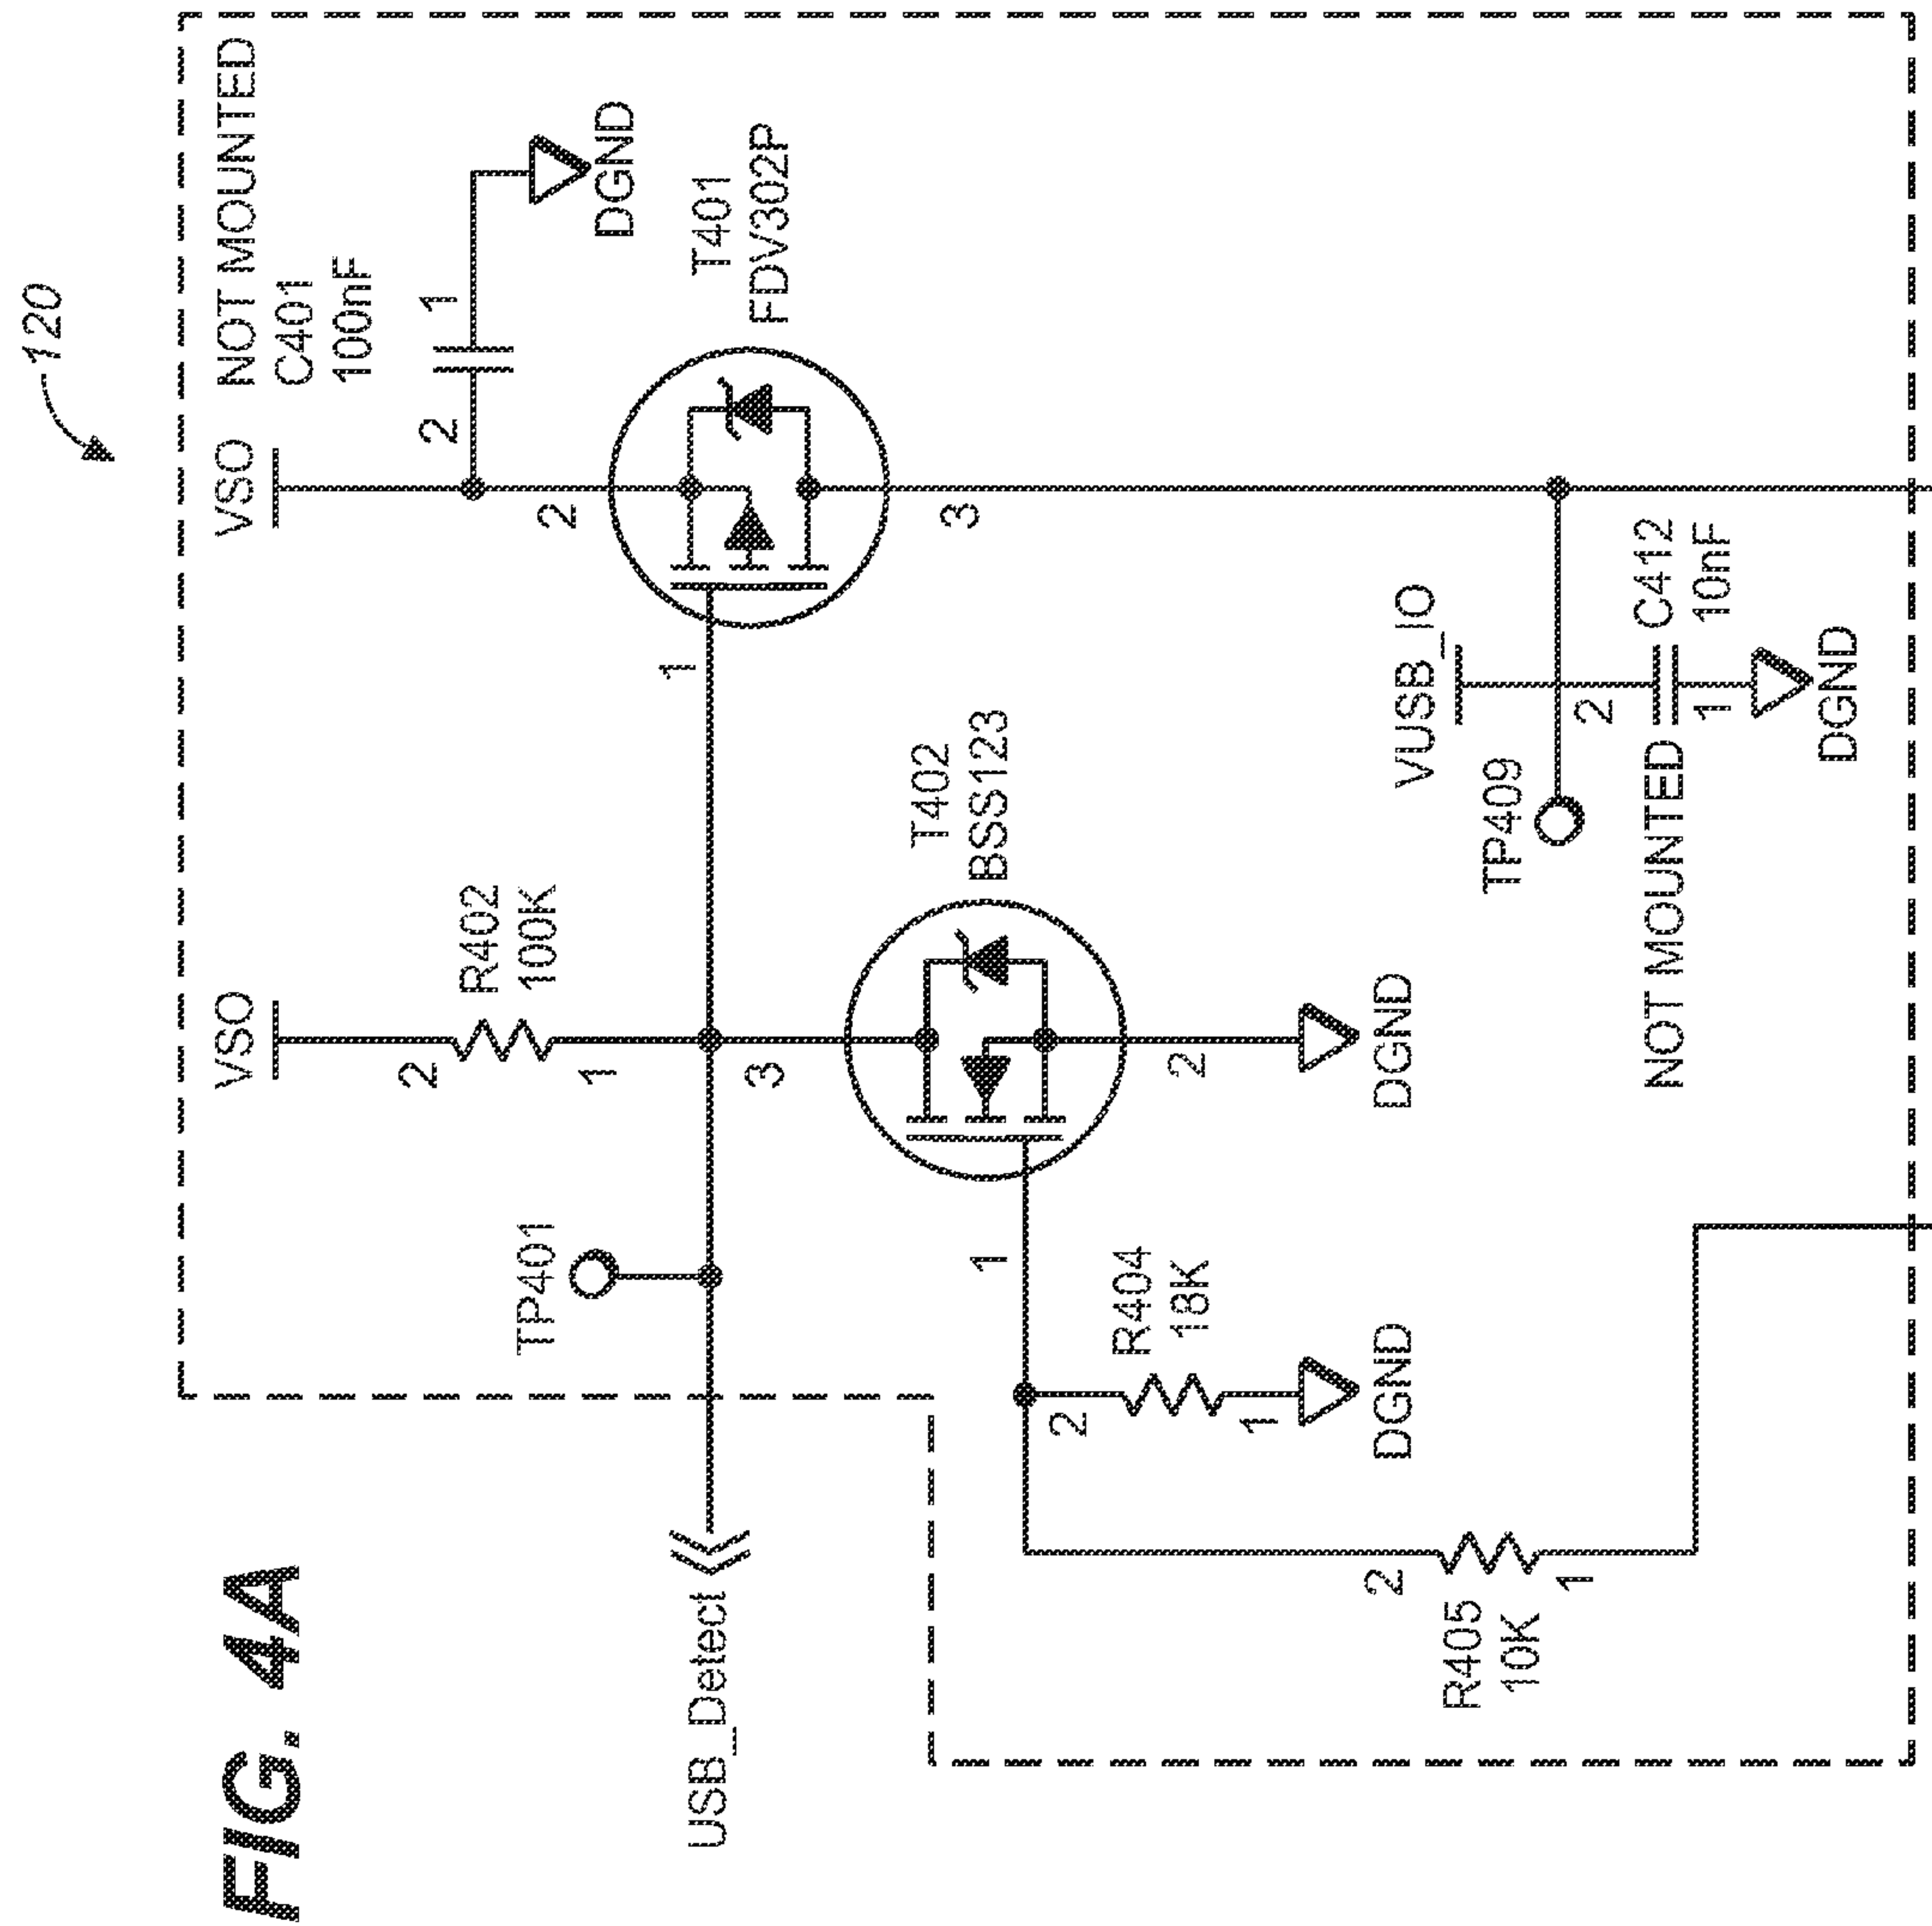 FIG. 4A
120
VSO
NOT MOUNTED
C401
100nF
2
1
DGND
T401
FDV302P
2
1
3
VSO
R402
100K
2
1
TP401
USB_Detect
3
T402
BSS123
1
2
DGND
R404
18K
2
1
DGND
R405
10K
2
1
VUSB_IO
TP409
C412
10nF
2
1
NOT MOUNTED
DGND